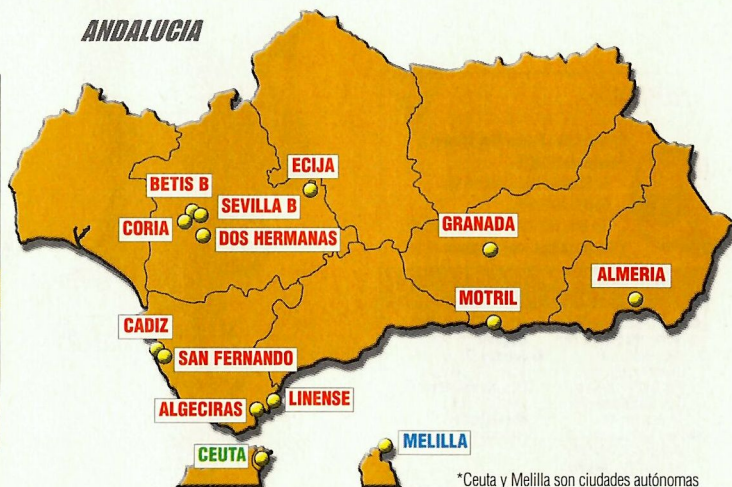 ANDALUCIA
ECIJA
BETIS B
SEVILLA B
CORIA
DOS HERMANAS
GRANADA
ALMERIA
MOTRIL
CADIZ
SAN FERNANDO
ALGECIRAS
LINENSE
CEUTA
MELILLA
*Ceuta y Melilla son ciudades autónomas